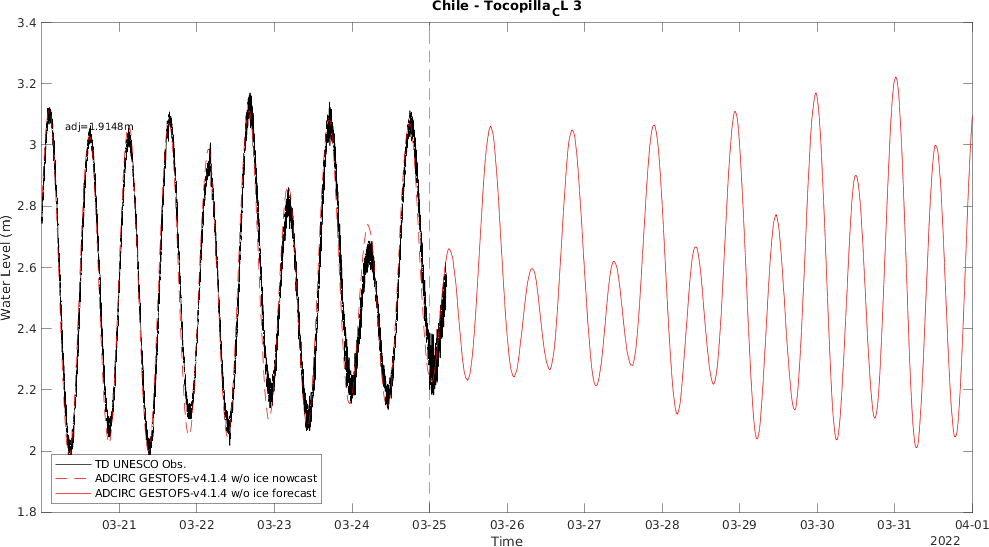 Chile - Tocopilla_CL 3
3.4
3.2
3
2.8
2.6
2.4
2.2
2
1.8
Water Level (m)
adj=1.9148m
TD UNESCO Obs.
ADCIRC GESTOFS-v4.1.4 w/o ice nowcast
ADCIRC GESTOFS-v4.1.4 w/o ice forecast
03-21 03-22 03-23 03-24 03-25 03-26 03-27 03-28 03-29 03-30 03-31 04-01
Time
2022